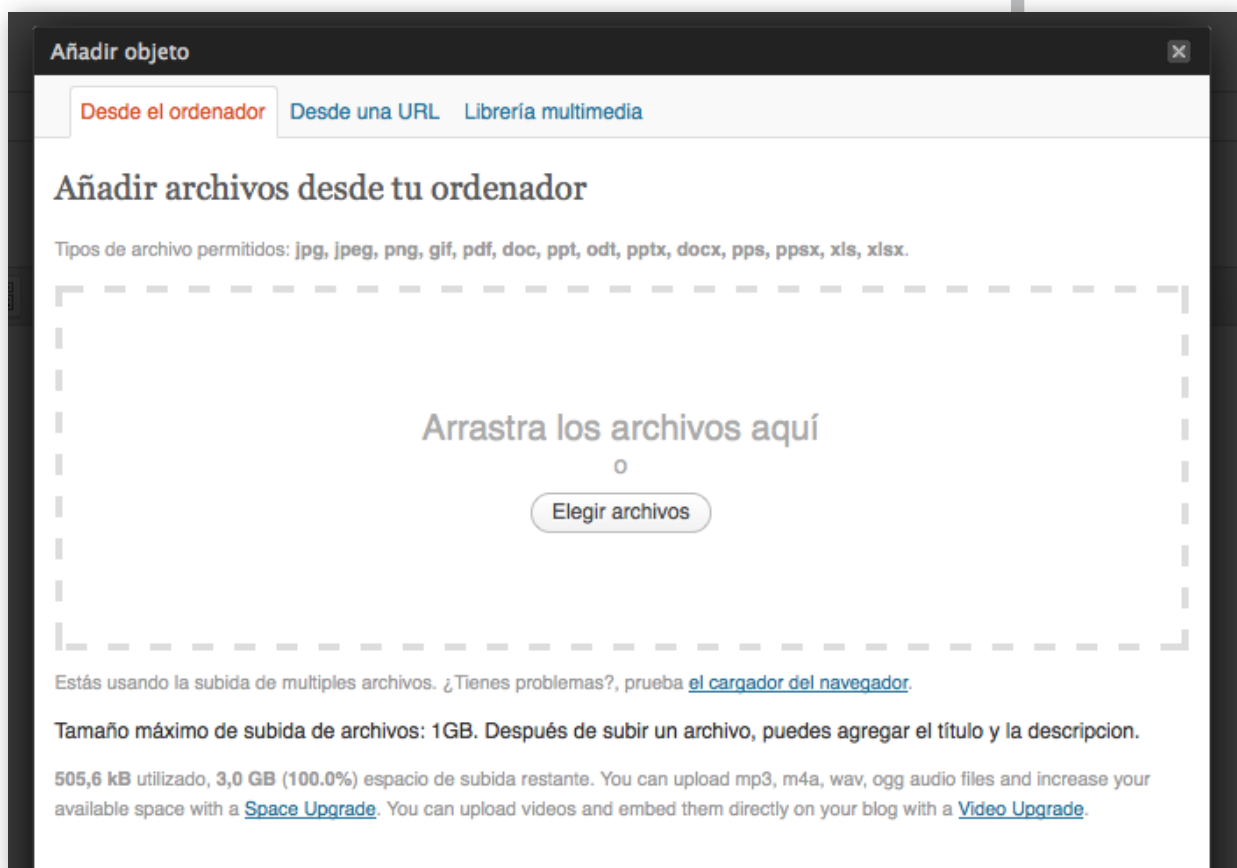 Añadir objeto
Desde el ordenador Desde una URL Librería multimedia
Añadir archivos desde tu ordenador
Tipos de archivo permitidos: jpg, jpeg, png, gif, pdf, doc, ppt, odt, pptx, docx, pps, ppsx, xls, xlsx.
Arrastra los archivos aquí
o
Elegir archivos
Estás usando la subida de multiples archivos. ¿Tienes problemas?, prueba el cargador del navegador.
Tamaño máximo de subida de archivos: 1GB. Después de subir un archivo, puedes agregar el título y la descripcion.
505,6 kB utilizado, 3,0 GB (100.0%) espacio de subida restante. You can upload mp3, m4a, wav, ogg audio files and increase your
available space with a Space Upgrade. You can upload videos and embed them directly on your blog with a Video Upgrade.